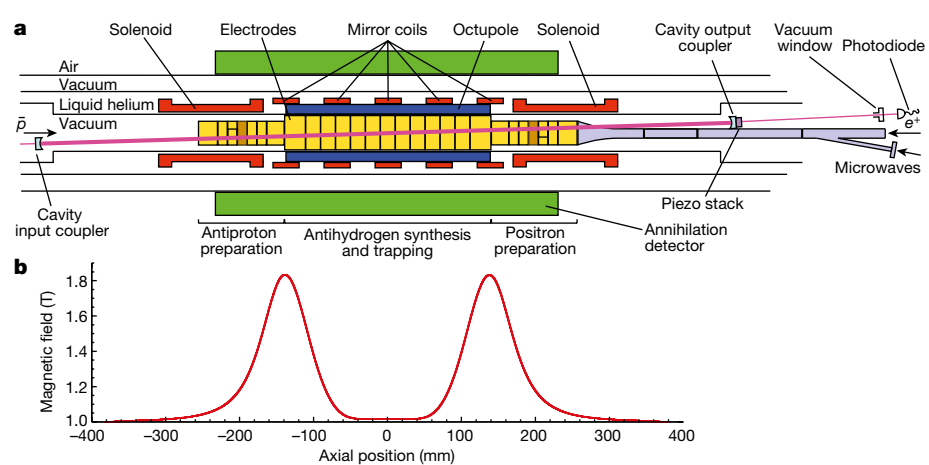 a
Solenoid
Electrodes
Mirror coils
Octupole
Solenoid
Cavity output
coupler
Vacuum
window
Photodiode
Air
Vacuum
Liquid helium
Vacuum
p̄
e⁺
Microwaves
Cavity
input coupler
Piezo stack
Antiproton
preparation
Antihydrogen synthesis
and trapping
Positron
preparation
Annihilation
detector
b
Magnetic field (T)
1.8
1.6
1.4
1.2
1.0
–400
–300
–200
–100
0
100
200
300
400
Axial position (mm)